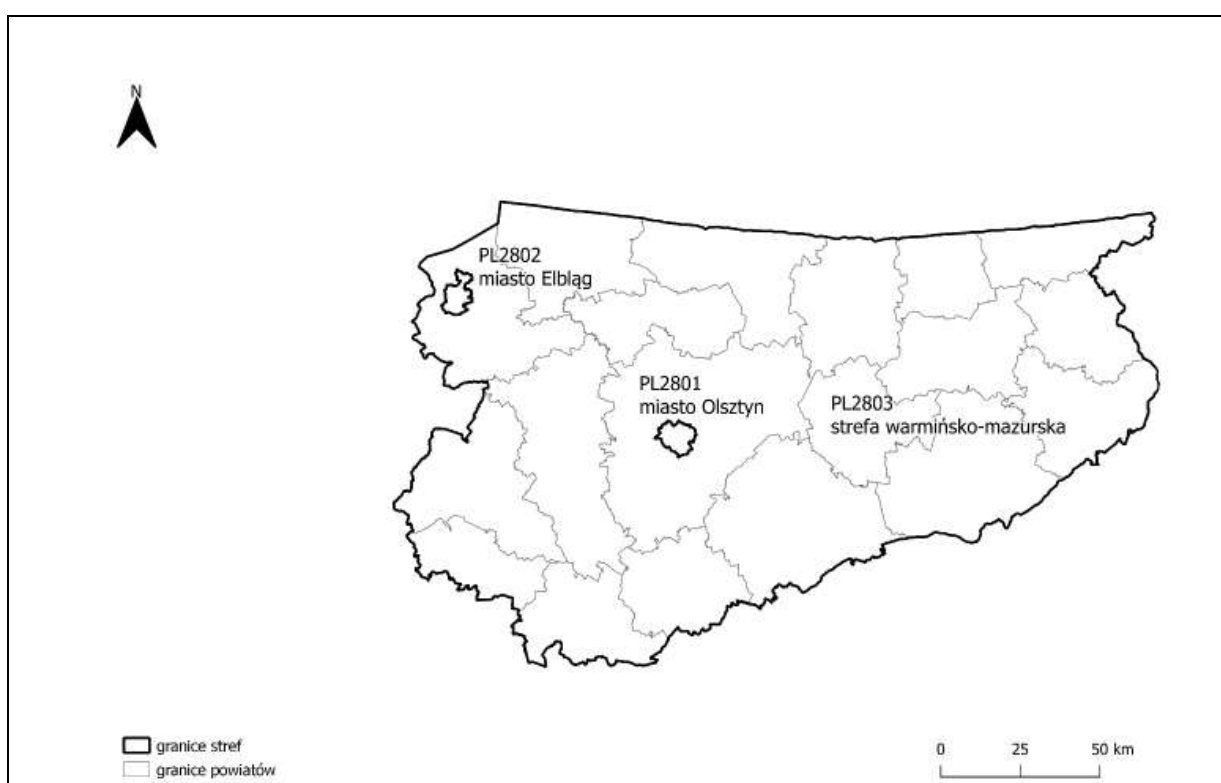 N
PL2802
miasto Elbląg
PL2801
miasto Olsztyn
PL2803
strefa warmińsko-mazurska
granice stref
granice powiatów
0 25 50 km